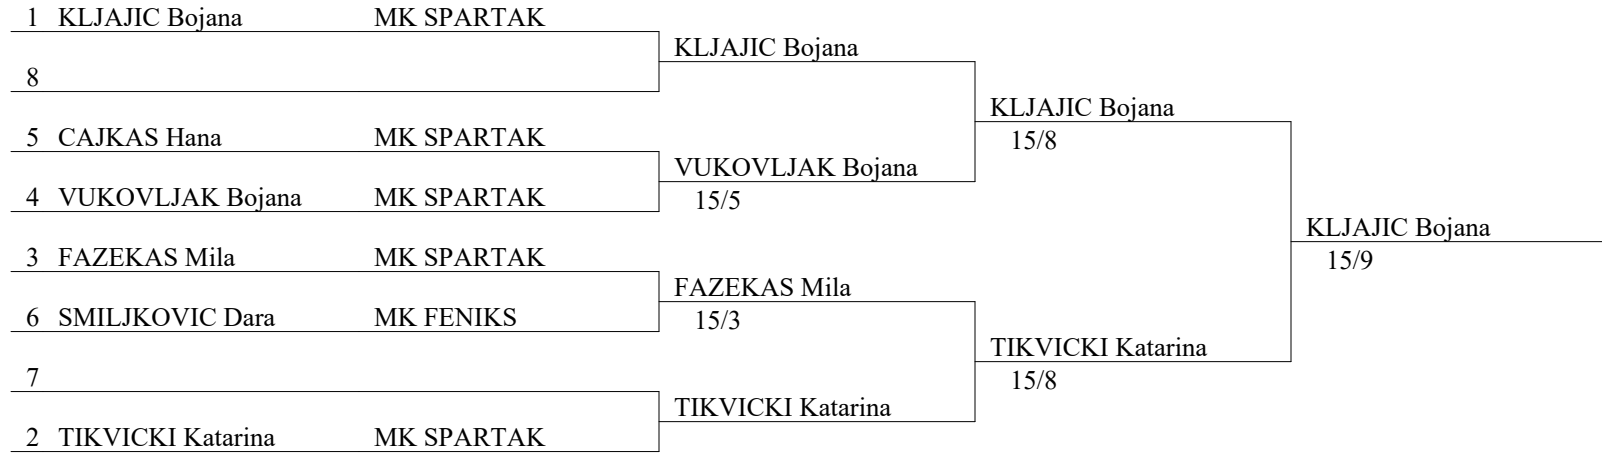 1 KLJAJIC Bojana MK SPARTAK
KLJAJIC Bojana
8
KLJAJIC Bojana
15/8
5 CAJKAS Hana MK SPARTAK
VUKOVLJAK Bojana
15/5
4 VUKOVLJAK Bojana MK SPARTAK
KLJAJIC Bojana
15/9
3 FAZEKAS Mila MK SPARTAK
FAZEKAS Mila
15/3
6 SMILJKOVIC Dara MK FENIKS
TIKVICKI Katarina
15/8
7
TIKVICKI Katarina
2 TIKVICKI Katarina MK SPARTAK